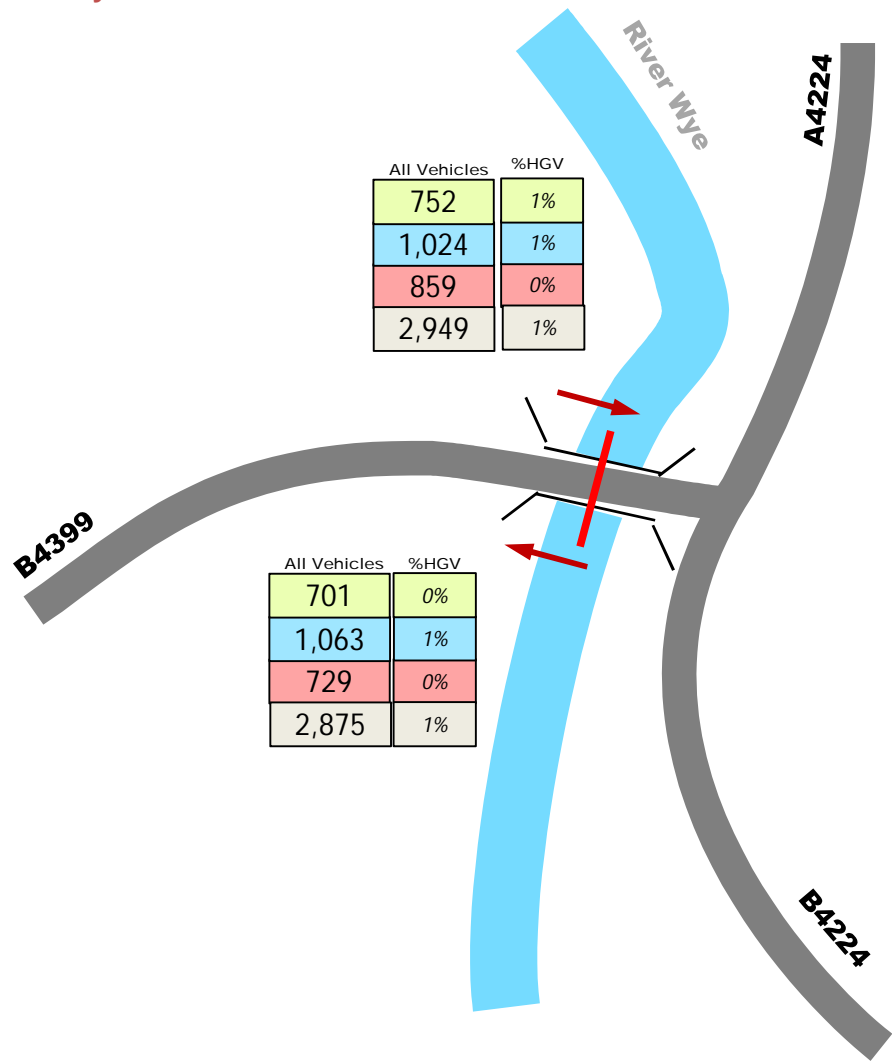 River Wye
A4224
All Vehicles %HGV
752 1%
1,024 1%
859 0%
2,949 1%
B4399
All Vehicles %HGV
701 0%
1,063 1%
729 0%
2,875 1%
B4224